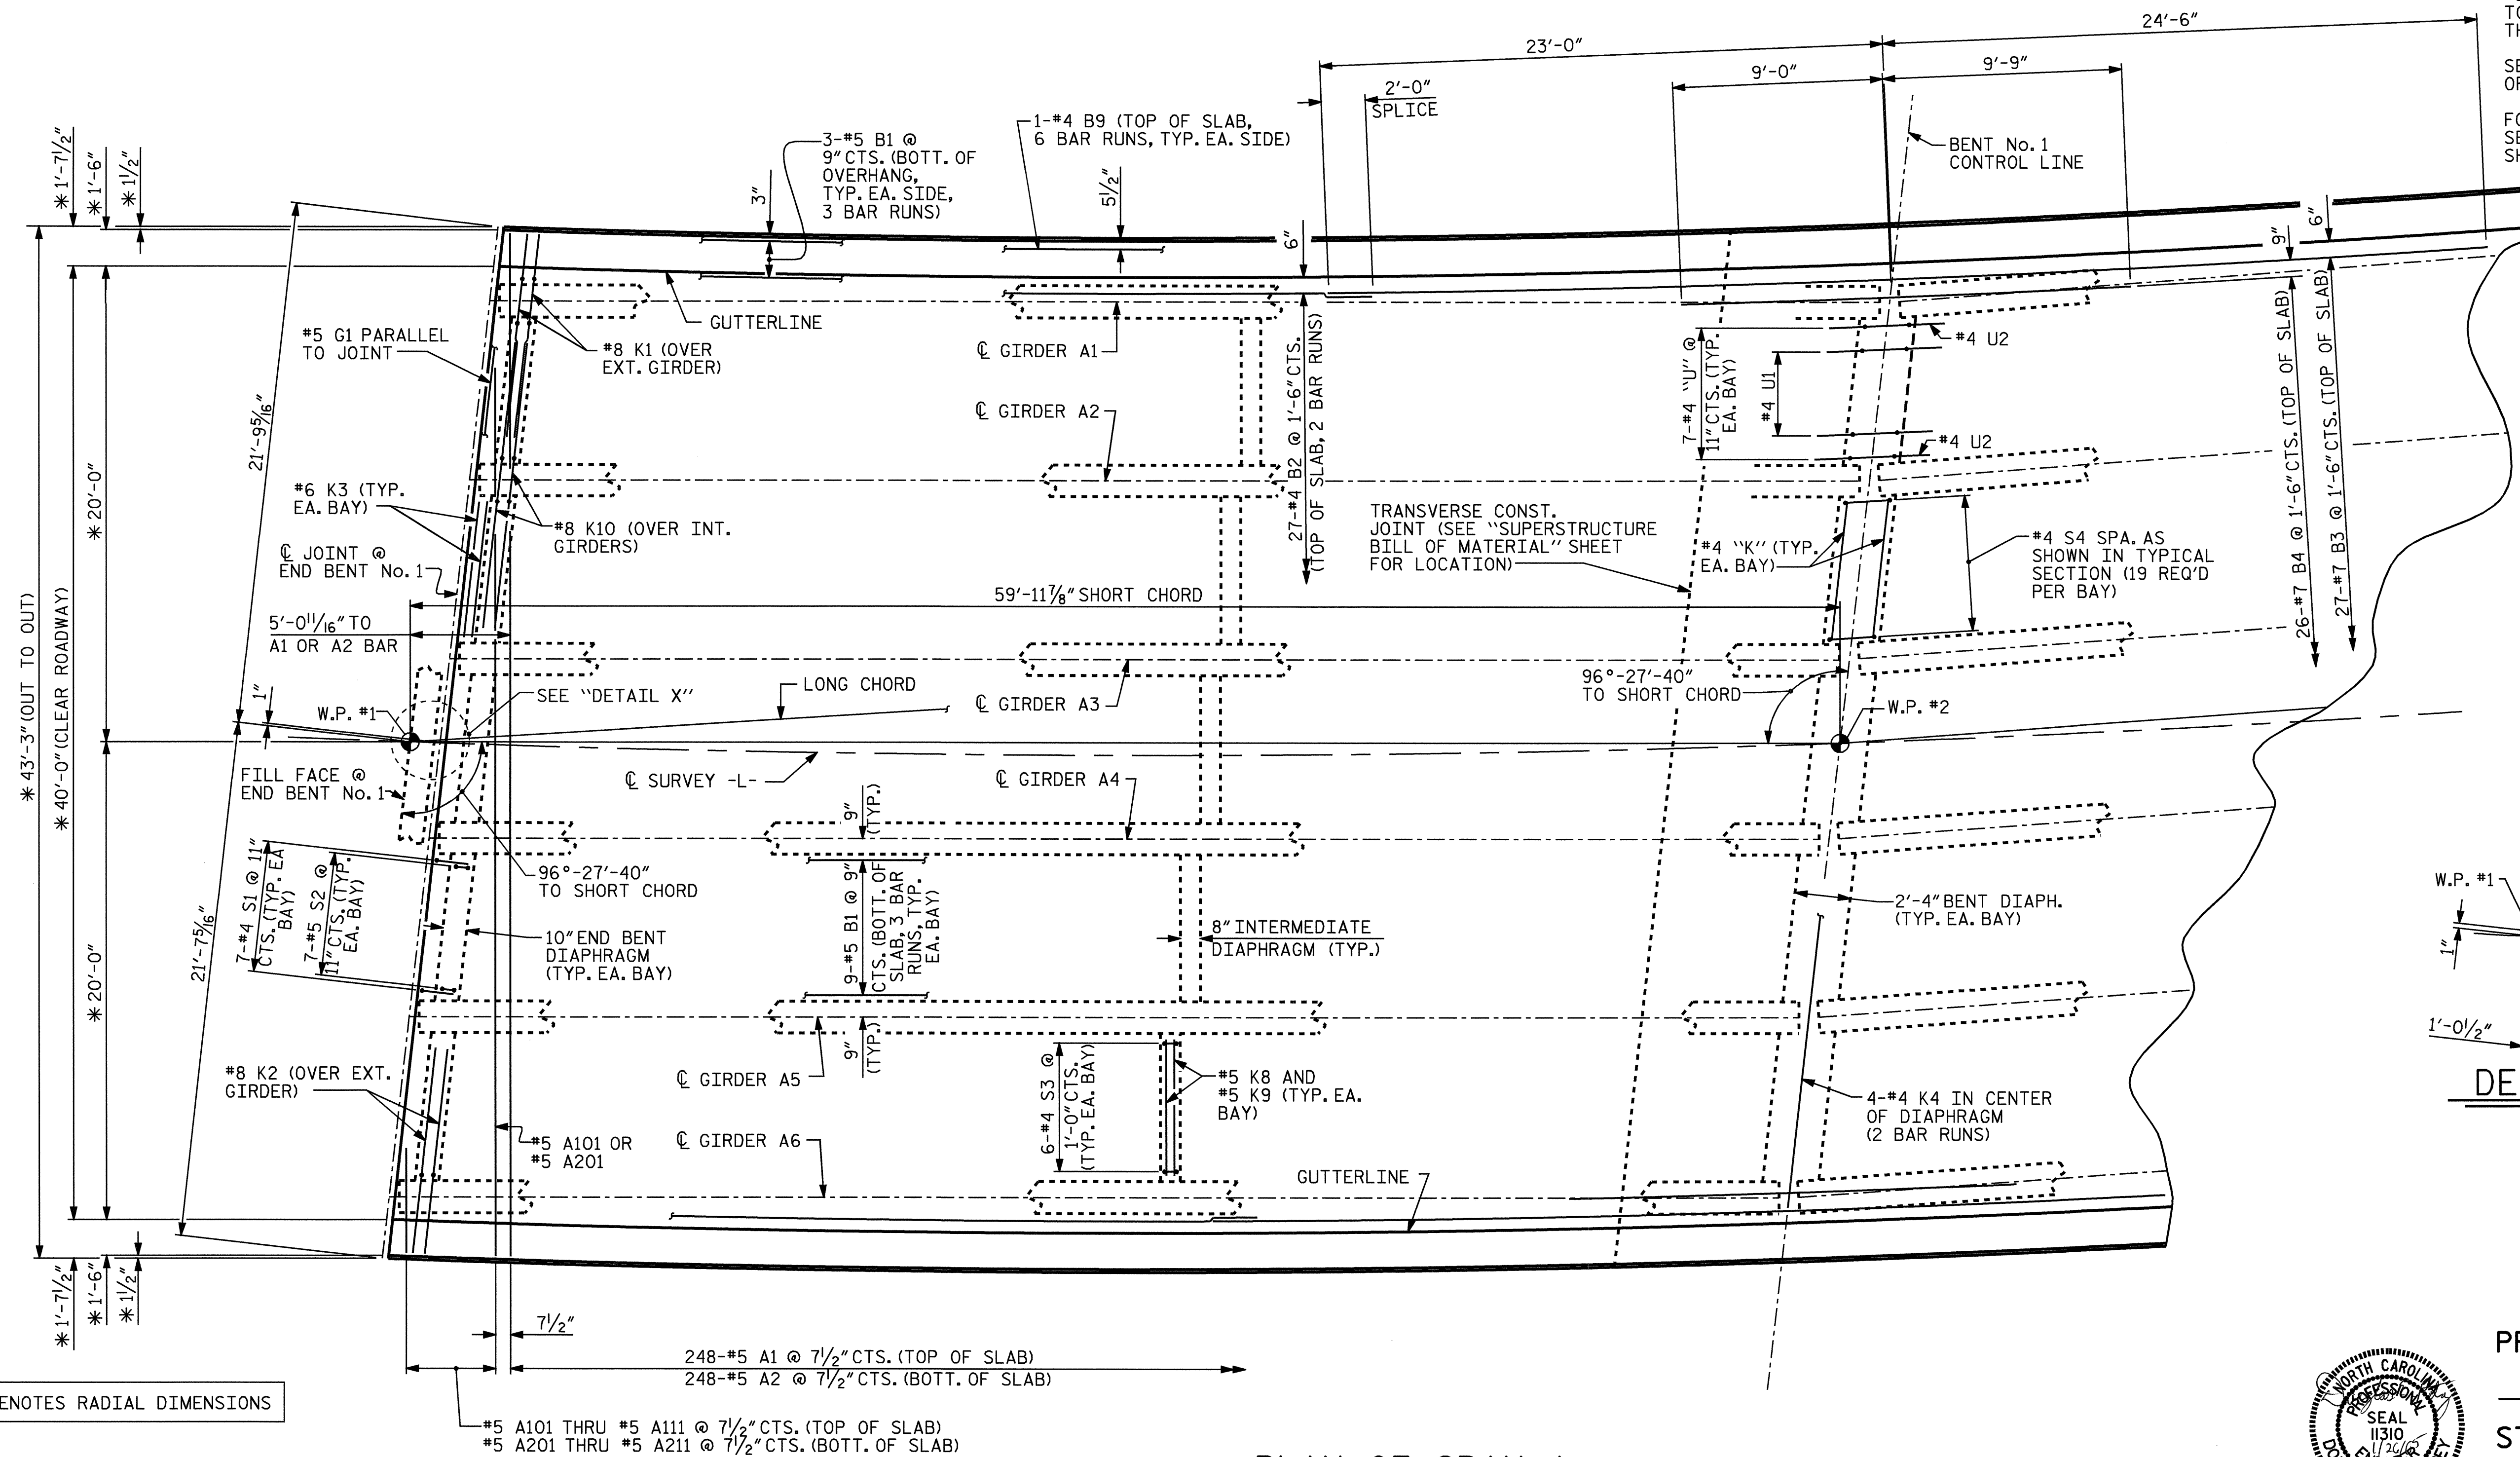 24'-6"
23'-0"
9'-0"
9'-9"
2'-0"
SPLICE
TO
TH
SE
OF
FO
SE
SH
✳1'-7½"
✳1'-6"
✳1½"
3-#5 B1 @
9" CTS. (BOTT. OF
OVERHANG,
TYP. EA. SIDE,
3 BAR RUNS)
1-#4 B9 (TOP OF SLAB,
6 BAR RUNS, TYP. EA. SIDE)
3"
5½"
6"
BENT No. 1
CONTROL LINE
9"
6"
#5 G1 PARALLEL
TO JOINT
GUTTERLINE
#8 K1 (OVER
EXT. GIRDER)
℄ GIRDER A1
℄ GIRDER A2
27-#4 B2 @ 1'-6" CTS.
(TOP OF SLAB, 2 BAR RUNS)
7-#4 "U" @
11" CTS. (TYP.
EA. BAY)
#4 U1
#4 U2
#4 U2
26-#7 B4 @ 1'-6" CTS. (TOP OF SLAB)
27-#7 B3 @ 1'-6" CTS. (TOP OF SLAB)
21'-9 5/16"
✳20'-0"
✳43'-3" (OUT TO OUT)
✳40'-0" (CLEAR ROADWAY)
#6 K3 (TYP.
EA. BAY)
#8 K10 (OVER INT.
GIRDERS)
℄ JOINT @
END BENT No. 1
TRANSVERSE CONST.
JOINT (SEE "SUPERSTRUCTURE
BILL OF MATERIAL" SHEET
FOR LOCATION)
#4 "K" (TYP.
EA. BAY)
#4 S4 SPA. AS
SHOWN IN TYPICAL
SECTION (19 REQ'D
PER BAY)
59'-11 7/8" SHORT CHORD
5'-0 11/16" TO
A1 OR A2 BAR
1"
W.P. #1
SEE "DETAIL X"
LONG CHORD
℄ GIRDER A3
96°-27'-40"
TO SHORT CHORD
W.P. #2
FILL FACE @
END BENT No. 1
℄ SURVEY -L-
℄ GIRDER A4
9"
(TYP.)
21'-7 5/16"
✳20'-0"
7-#4 S1 @ 11"
CTS. (TYP. EA
BAY)
7-#5 S2 @
11" CTS. (TYP.
EA. BAY)
96°-27'-40"
TO SHORT CHORD
10" END BENT
DIAPHRAGM
(TYP. EA. BAY)
9-#5 B1 @ 9"
CTS. (BOTT. OF
SLAB, 3 BAR
RUNS, TYP.
EA. BAY)
8" INTERMEDIATE
DIAPHRAGM (TYP.)
2'-4" BENT DIAPH.
(TYP. EA. BAY)
W.P. #1
1"
1'-0½"
DE
#8 K2 (OVER EXT.
GIRDER)
9"
(TYP.)
℄ GIRDER A5
6-#4 S3 @
1'-0" CTS.
(TYP. EA. BAY)
#5 K8 AND
#5 K9 (TYP. EA.
BAY)
4-#4 K4 IN CENTER
OF DIAPHRAGM
(2 BAR RUNS)
#5 A101 OR
#5 A201
℄ GIRDER A6
GUTTERLINE
✳1'-7½"
✳1'-6"
✳1½"
7½"
248-#5 A1 @ 7½" CTS. (TOP OF SLAB)
248-#5 A2 @ 7½" CTS. (BOTT. OF SLAB)
ENOTES RADIAL DIMENSIONS
#5 A101 THRU #5 A111 @ 7½" CTS. (TOP OF SLAB)
#5 A201 THRU #5 A211 @ 7½" CTS. (BOTT. OF SLAB)
NORTH CAROLINA
PROFESSIONAL
SEAL
11310
PR
ST